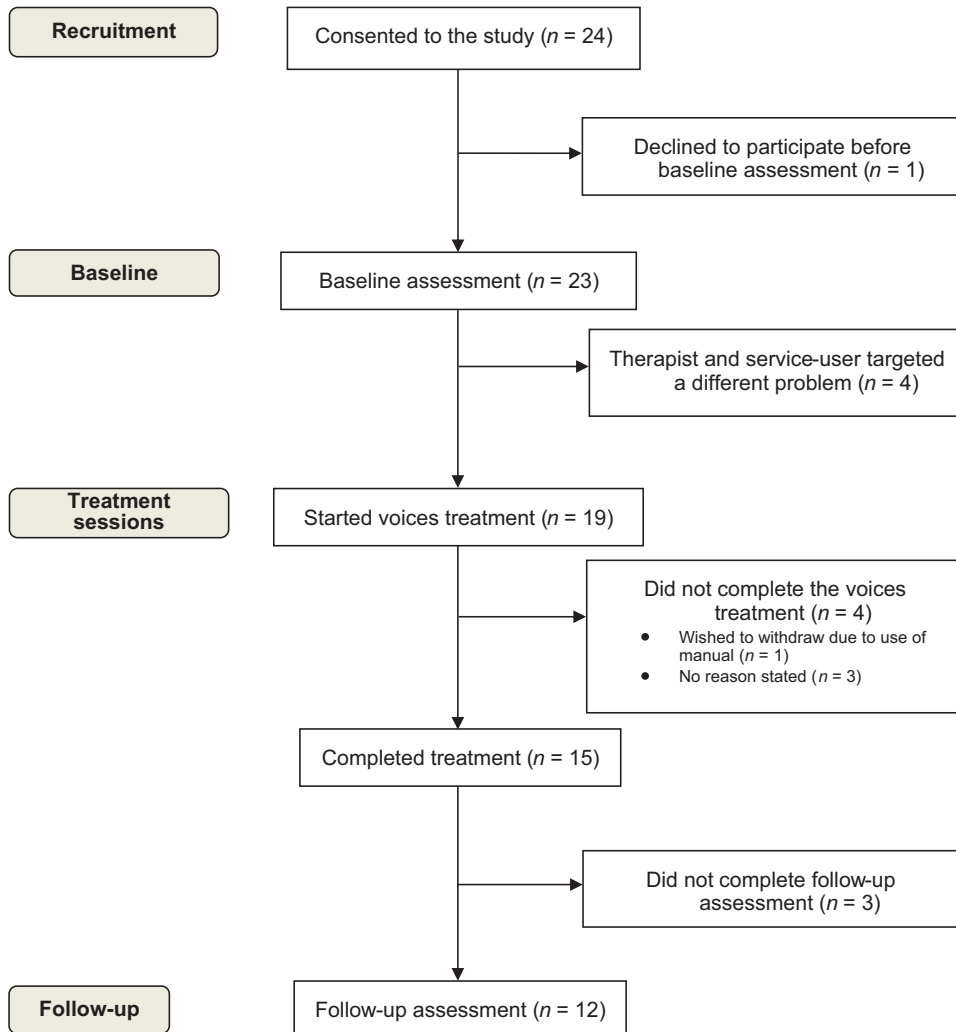 Recruitment
Consented to the study (n = 24)
Declined to participate before
baseline assessment (n = 1)
Baseline
Baseline assessment (n = 23)
Therapist and service-user targeted
a different problem (n = 4)
Treatment
sessions
Started voices treatment (n = 19)
Did not complete the voices
treatment (n = 4)
• Wished to withdraw due to use of
manual (n = 1)
• No reason stated (n = 3)
Completed treatment (n = 15)
Did not complete follow-up
assessment (n = 3)
Follow-up
Follow-up assessment (n = 12)